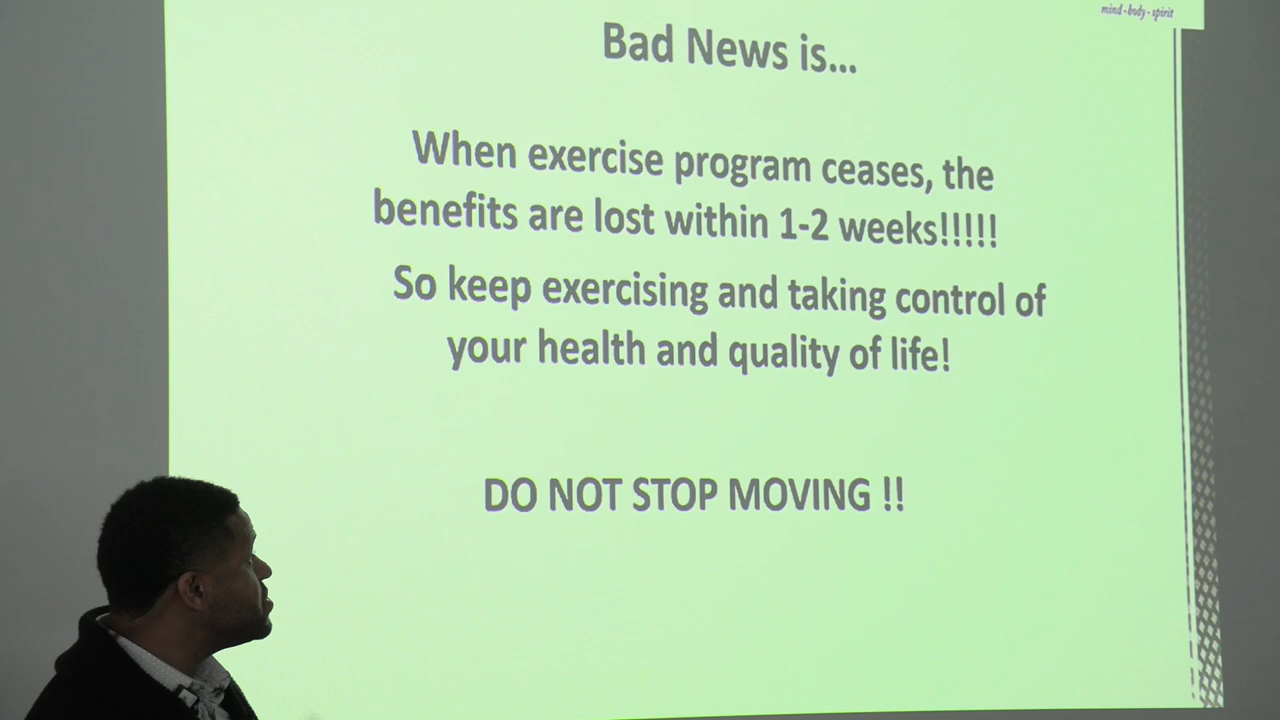 mind • body • spirit
Bad News is...
When exercise program ceases, the
benefits are lost within 1-2 weeks!!!!!
So keep exercising and taking control of
your health and quality of life!
DO NOT STOP MOVING !!